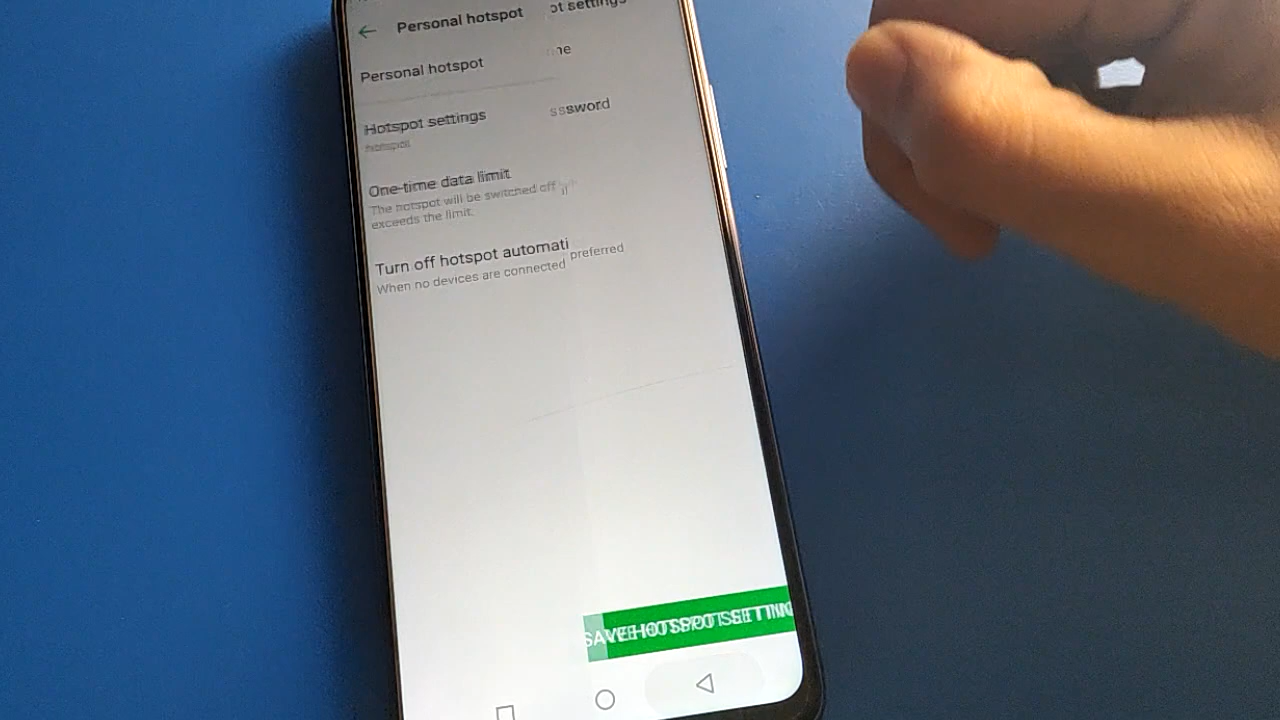 Personal hotspot
ot settings
Personal hotspot
Hotspot settings
ssword
hotspot
One-time data limit
The hotspot will be switched off if
exceeds the limit.
Turn off hotspot automati
When no devices are connected preferred
SAVE HOTSPOT SETTING